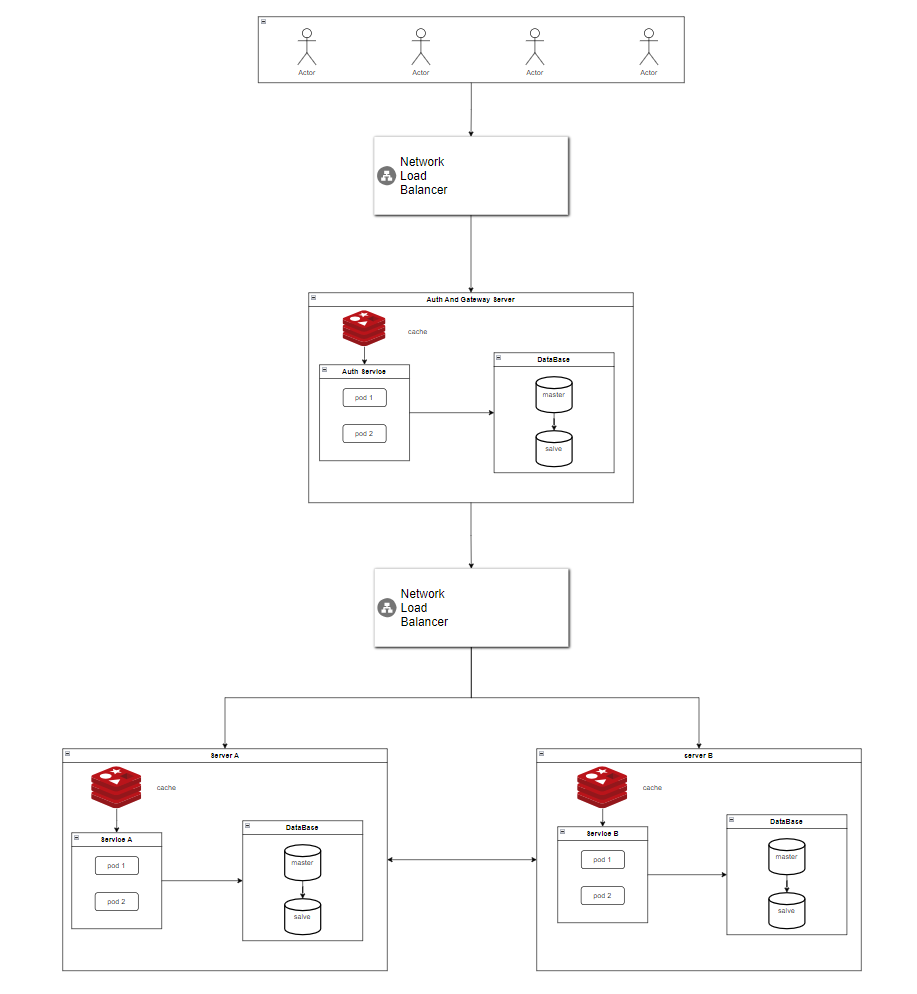 Actor Actor Actor Actor
Network
Load
Balancer
Auth And Gateway Server
cache
DataBase
Auth Service
master
pod 1
pod 2
salve
Network
Load
Balancer
Server A
cache
DataBase
Service A
master
pod 1
pod 2
salve
server B
cache
DataBase
Service B
master
pod 1
pod 2
salve